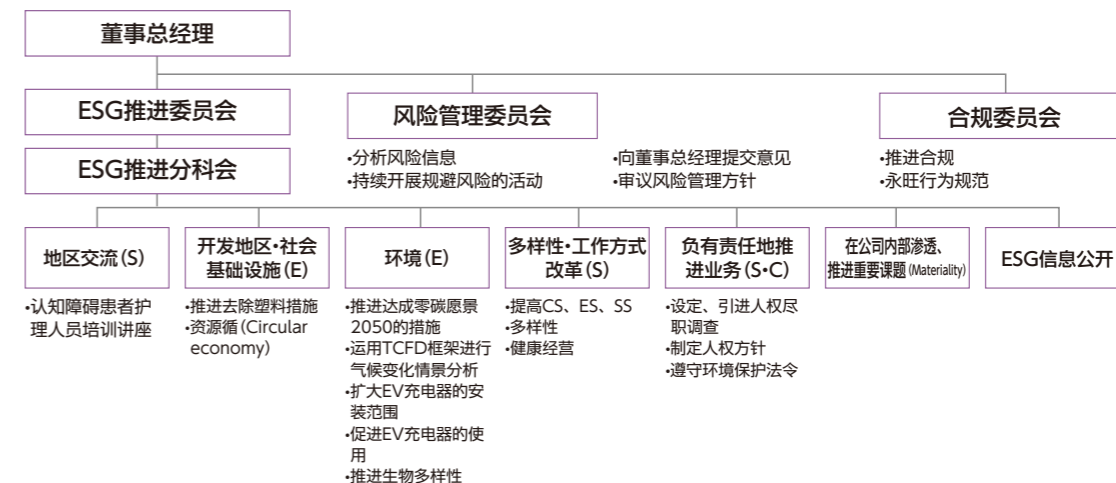 董事总经理
ESG推进委员会
风险管理委员会
合规委员会
•分析风险信息
•持续开展规避风险的活动
•向董事总经理提交意见
•审议风险管理方针
•推进合规
•永旺行为规范
ESG推进分科会
地区交流(S)
•认知障碍患者护
理人员培训讲座
开发地区•社会
基础设施(E)
•推进去除塑料措施
•资源循(Circular
economy)
环境(E)
•推进达成零碳愿景
2050的措施
•运用TCFD框架进行
气候变化情景分析
•扩大EV充电器的安
装范围
•促进EV充电器的使
用
•推进生物多样性
多样性•工作方式
改革(S)
•提高CS、ES、SS
•多样性
•健康经营
负有责任地推
进业务(S•C)
•设定、引进人权尽
职调查
•制定人权方针
•遵守环境保护法令
在公司内部渗透、
推进重要课题(Materiality)
ESG信息公开